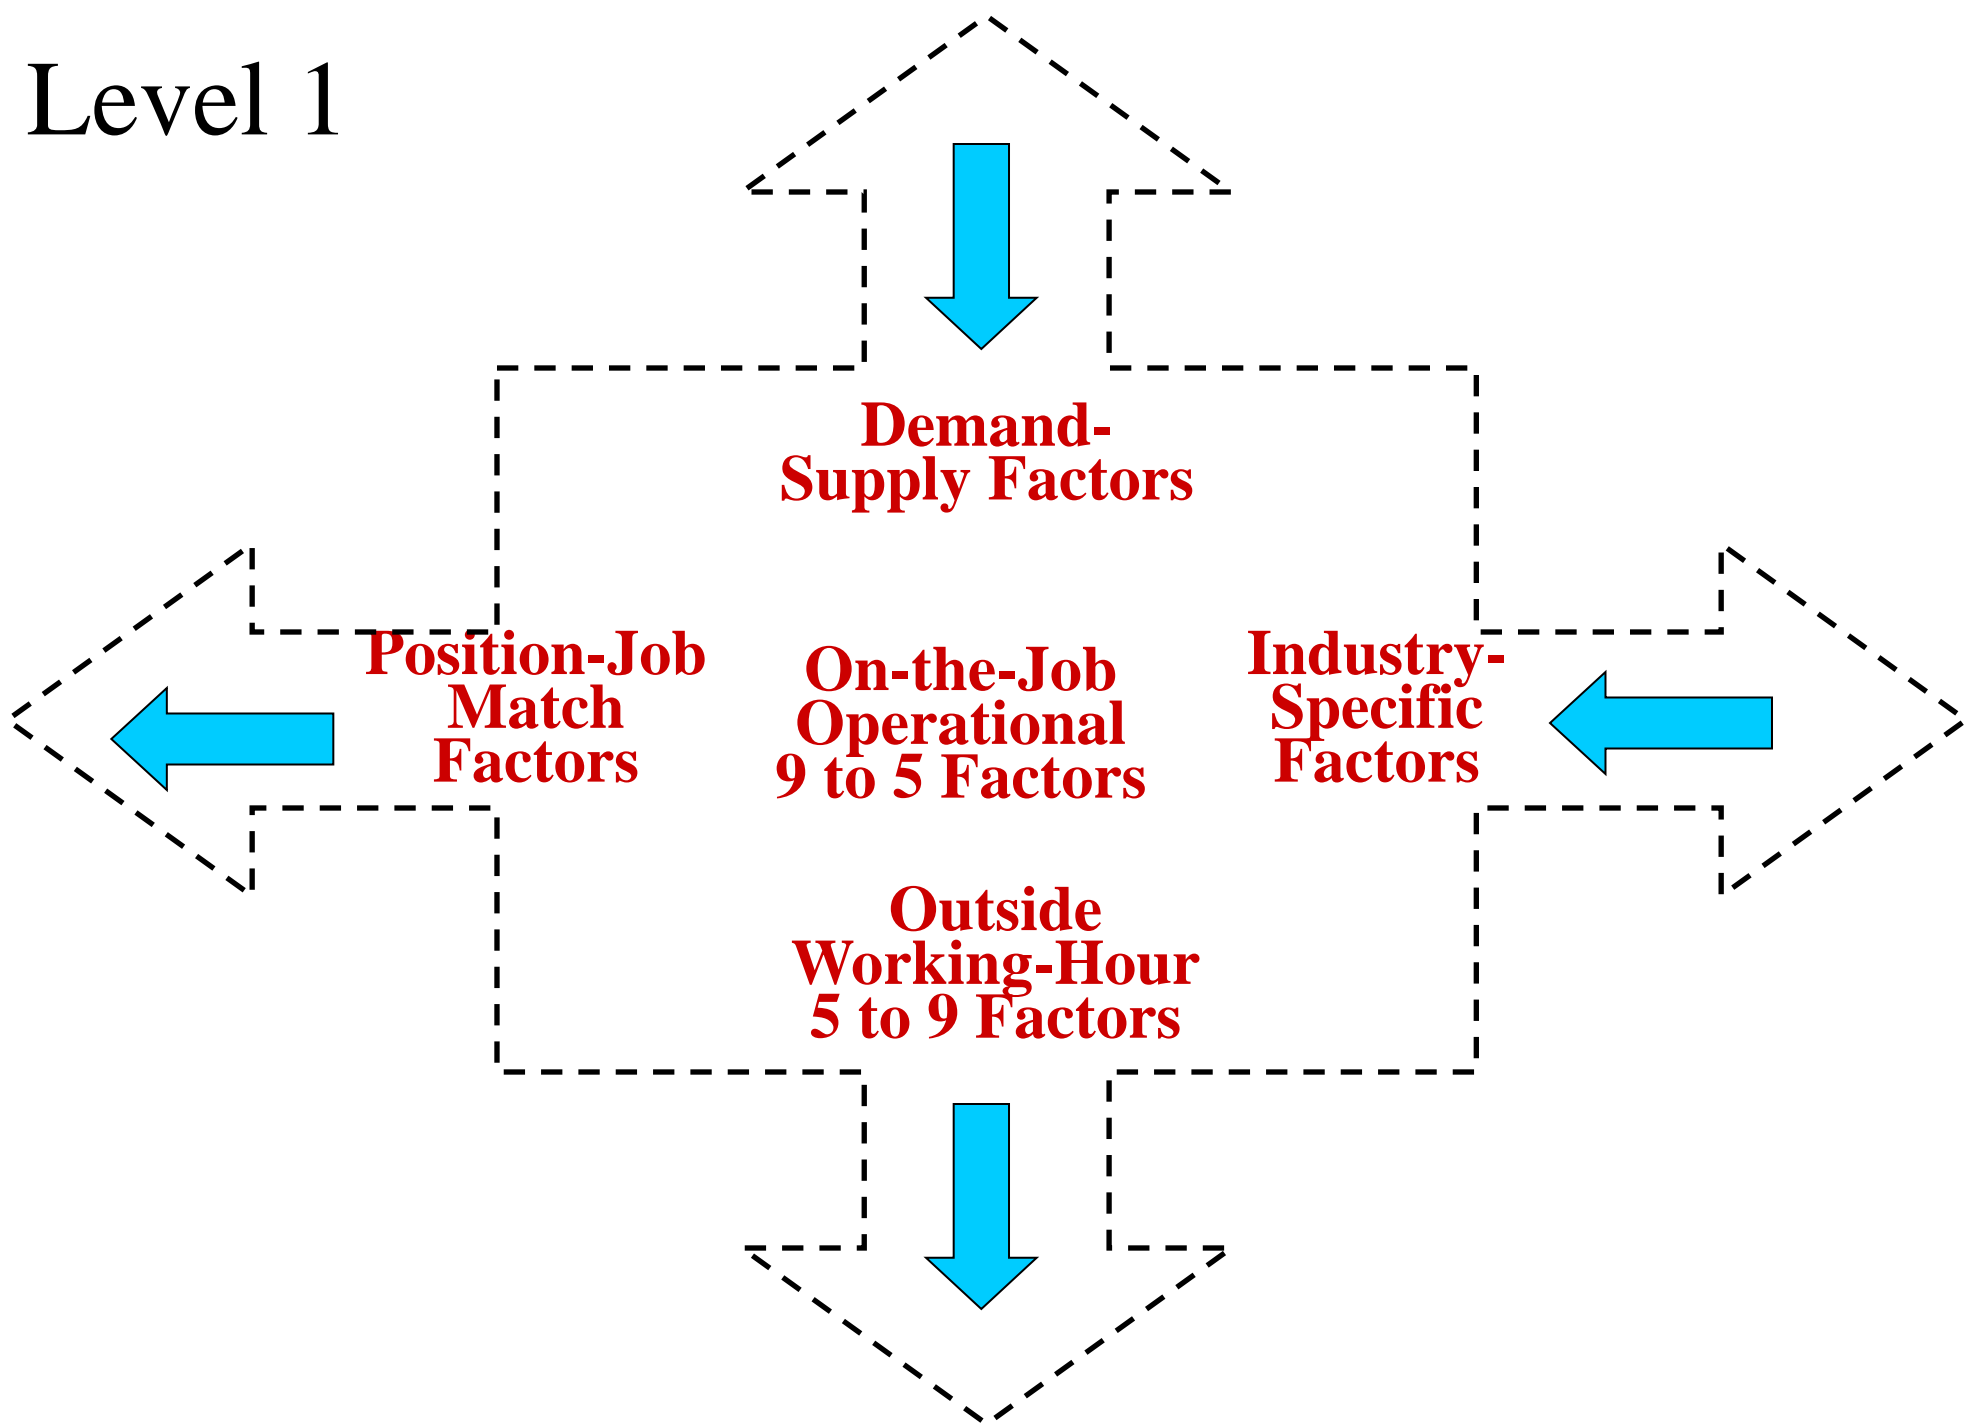 Level 1
Demand-
Supply Factors
Position-Job
Match
Factors
On-the-Job
Operational
9 to 5 Factors
Industry-
Specific
Factors
Outside
Working-Hour
5 to 9 Factors